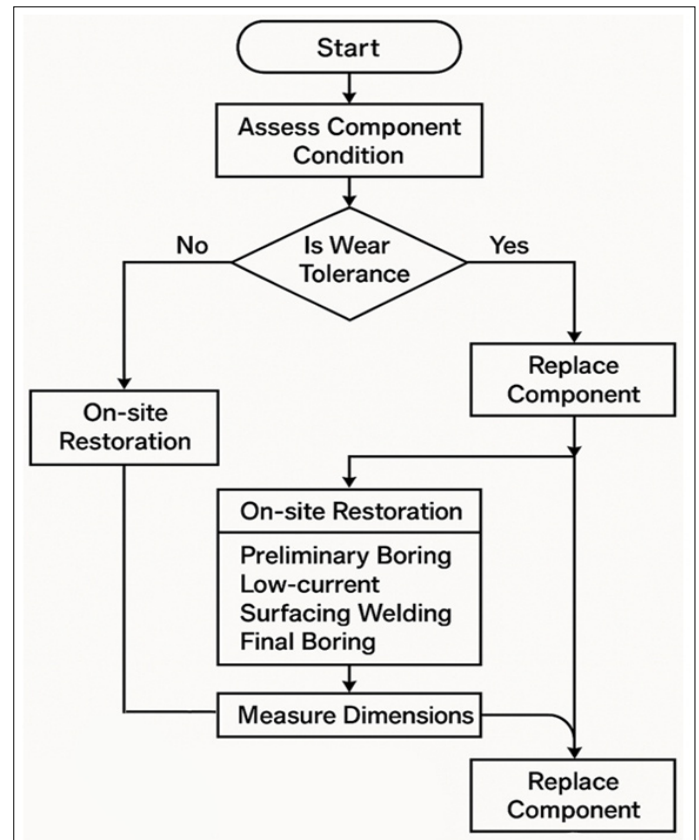 Start
Assess Component
Condition
Is Wear
Tolerance
No
Yes
Replace
Component
On-site
Restoration
On-site Restoration
Preliminary Boring
Low-current
Surfacing Welding
Final Boring
Measure Dimensions
Replace
Component